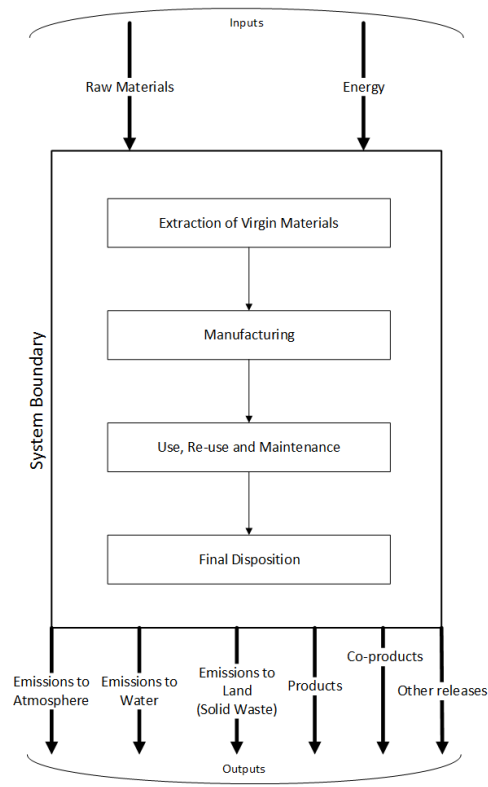 Inputs
Raw Materials
Energy
System Boundary
Extraction of Virgin Materials
Manufacturing
Use, Re-use and Maintenance
Final Disposition
Emissions to
Atmosphere
Emissions to
Water
Emissions to
Land
(Solid Waste)
Products
Co-products
Other releases
Outputs